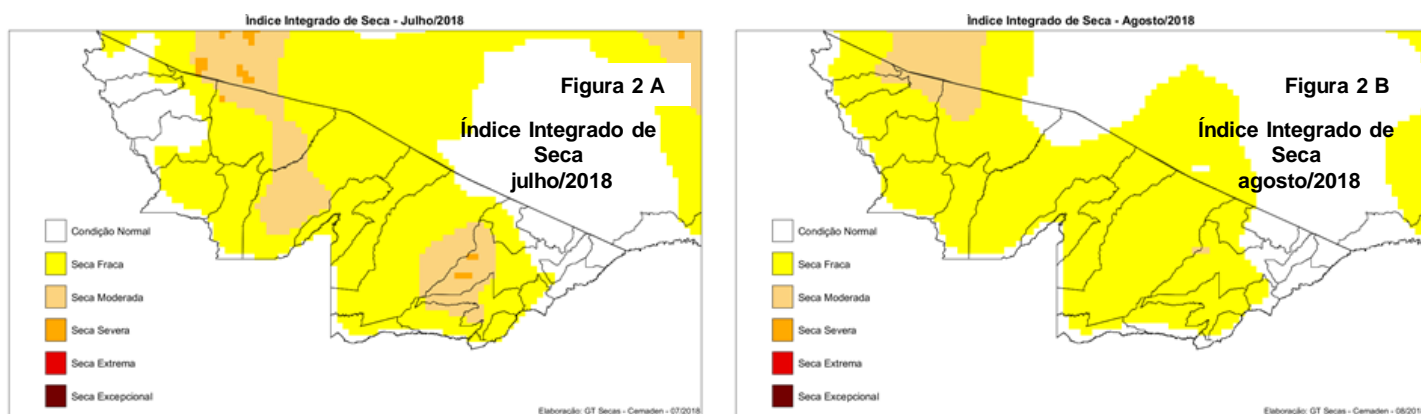 Índice Integrado de Seca - Julho/2018
Figura 2 A
Índice Integrado de
Seca
julho/2018
Condição Normal
Seca Fraca
Seca Moderada
Seca Severa
Seca Extrema
Seca Excepcional
Elaboração: GT Secas - Cemaden - 07/2018
Índice Integrado de Seca - Agosto/2018
Figura 2 B
Índice Integrado de
Seca
agosto/2018
Condição Normal
Seca Fraca
Seca Moderada
Seca Severa
Seca Extrema
Seca Excepcional
Elaboração: GT Secas - Cemaden - 08/201